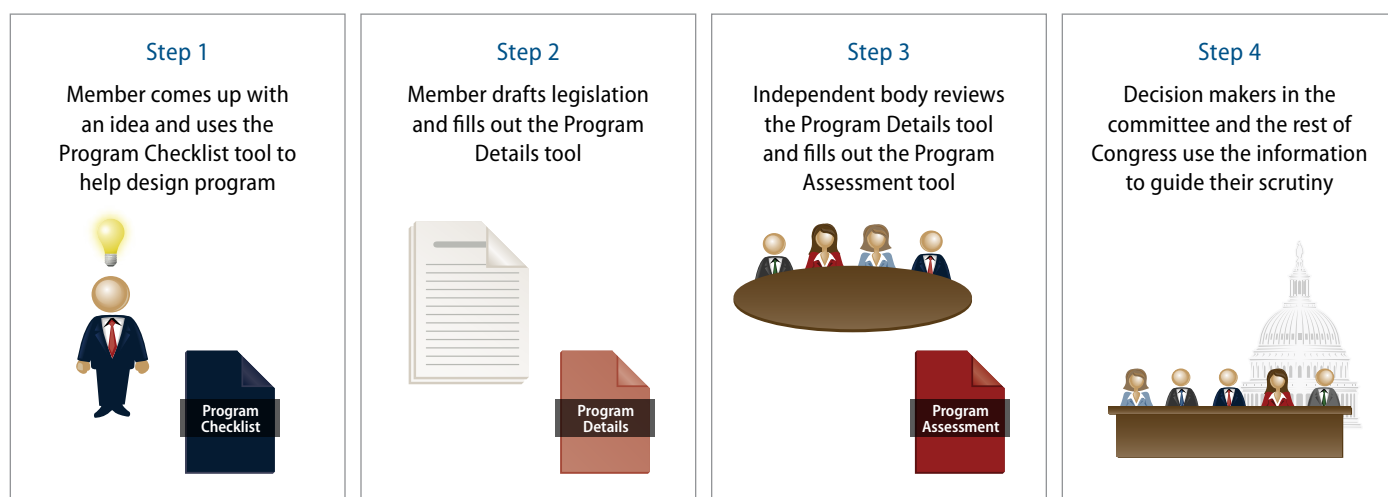 Step 1
Member comes up with
an idea and uses the
Program Checklist tool to
help design program
Program
Checklist
Step 2
Member drafts legislation
and fills out the Program
Details tool
Program
Details
Step 3
Independent body reviews
the Program Details tool
and fills out the Program
Assessment tool
Program
Assessment
Step 4
Decision makers in the
committee and the rest of
Congress use the information
to guide their scrutiny